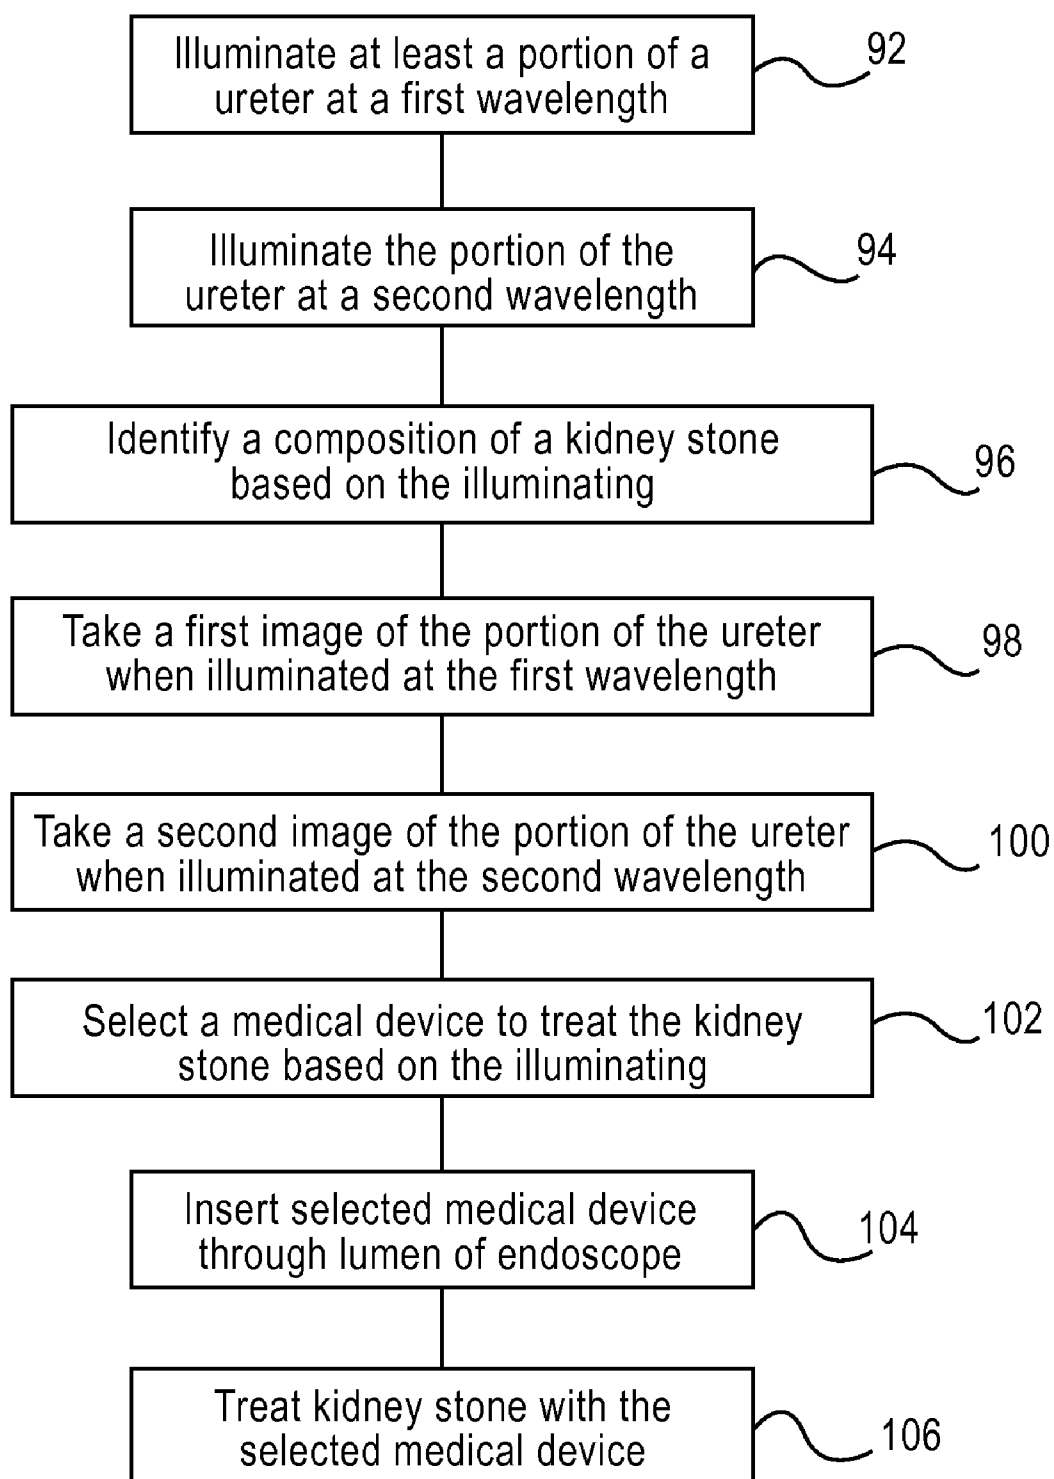 Illuminate at least a portion of a
ureter at a first wavelength
92
Illuminate the portion of the
ureter at a second wavelength
94
Identify a composition of a kidney stone
based on the illuminating
96
Take a first image of the portion of the ureter
when illuminated at the first wavelength
98
Take a second image of the portion of the ureter
when illuminated at the second wavelength
100
Select a medical device to treat the kidney
stone based on the illuminating
102
Insert selected medical device
through lumen of endoscope
104
Treat kidney stone with the
selected medical device
106